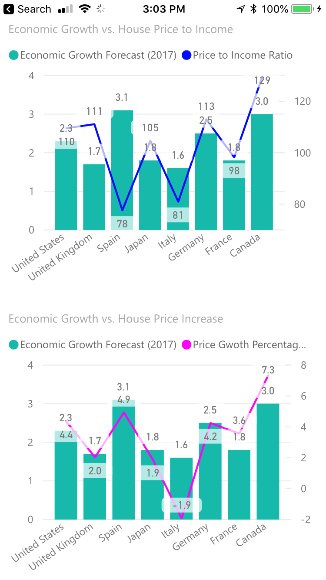 Search 3:03 PM 100%
Economic Growth vs. House Price to Income
Economic Growth Forecast (2017) Price to Income Ratio
4
3
2
1
0
120
100
80
2.3 1.7 3.1 1.8 1.6 2.5 1.8 3.0
110 111 78 105 81 113 98 129
United States
United Kingdom
Spain
Japan
Italy
Germany
France
Canada
Economic Growth vs. House Price Increase
Economic Growth Forecast (2017) Price Gwoth Percentag...
4
3
2
1
0
8
6
4
2
0
-2
2.3 1.7 3.1 1.8 1.6 2.5 1.8 3.0
4.4 2.0 4.9 1.9 -1.9 4.2 3.6 7.3
United States
United Kingdom
Spain
Japan
Italy
Germany
France
Canada